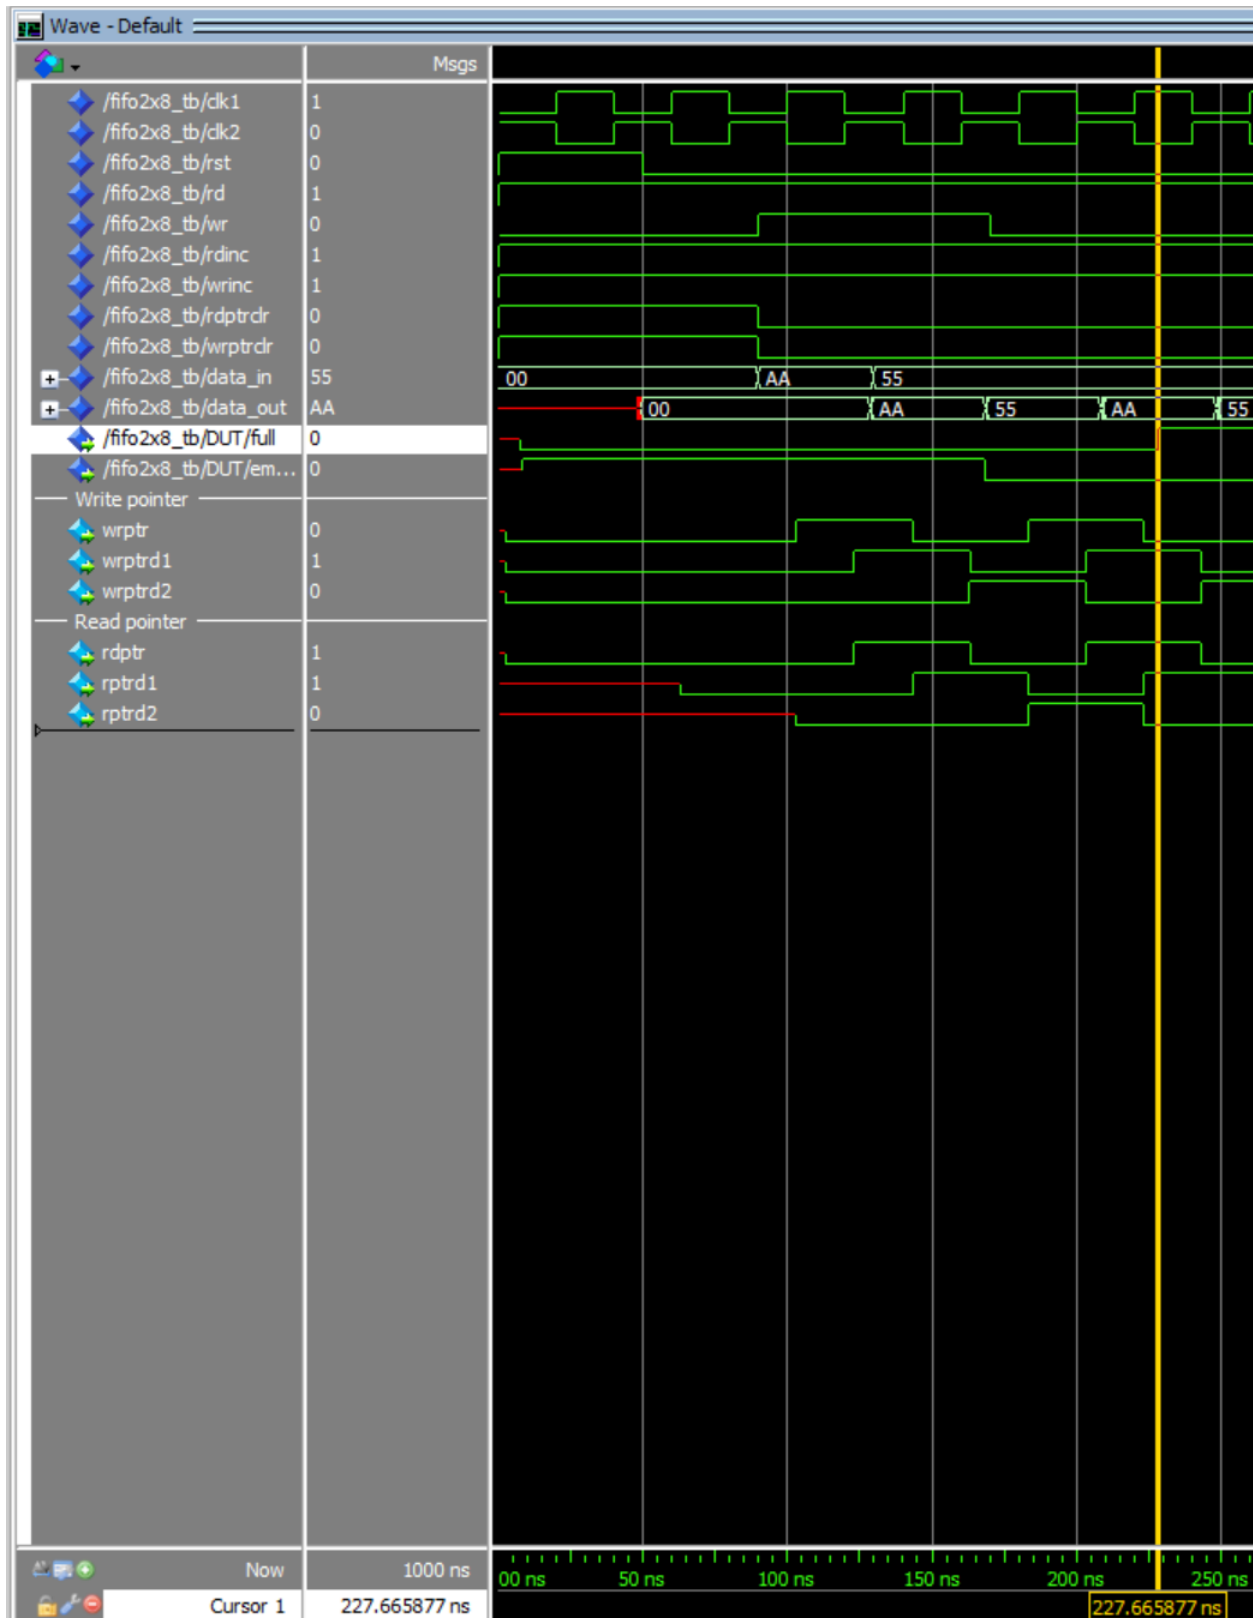 Wave - Default
Msgs
/fifo2x8_tb/clk1 1
/fifo2x8_tb/clk2 0
/fifo2x8_tb/rst 0
/fifo2x8_tb/rd 1
/fifo2x8_tb/wr 0
/fifo2x8_tb/rdinc 1
/fifo2x8_tb/wrinc 1
/fifo2x8_tb/rdptrclr 0
/fifo2x8_tb/wrptrclr 0
/fifo2x8_tb/data_in 55 00 AA 55
/fifo2x8_tb/data_out AA 00 AA 55 AA 55
/fifo2x8_tb/DUT/full 0
/fifo2x8_tb/DUT/em... 0
Write pointer
wrptr 0
wrptrd1 1
wrptrd2 0
Read pointer
rdptr 1
rptrd1 1
rptrd2 0
Now 1000 ns 00 ns 50 ns 100 ns 150 ns 200 ns 250 ns
Cursor 1 227.665877 ns 227.665877 ns